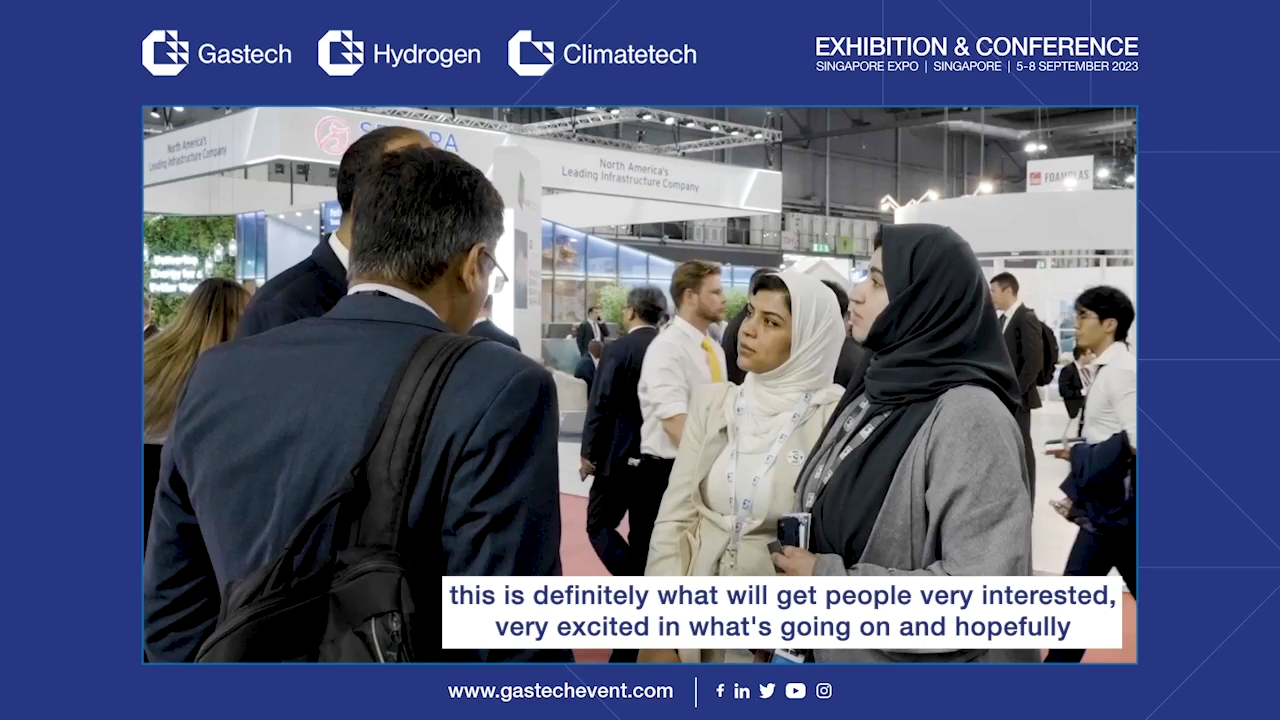 Gastech
Hydrogen
Climatetech
EXHIBITION & CONFERENCE
SINGAPORE EXPO | SINGAPORE | 5-8 SEPTEMBER 2023
North America's
Leading Infrastructure Company
North America's
Leading Infrastructure Company
FOAMGLAS
this is definitely what will get people very interested,
very excited in what's going on and hopefully
www.gastechevent.com